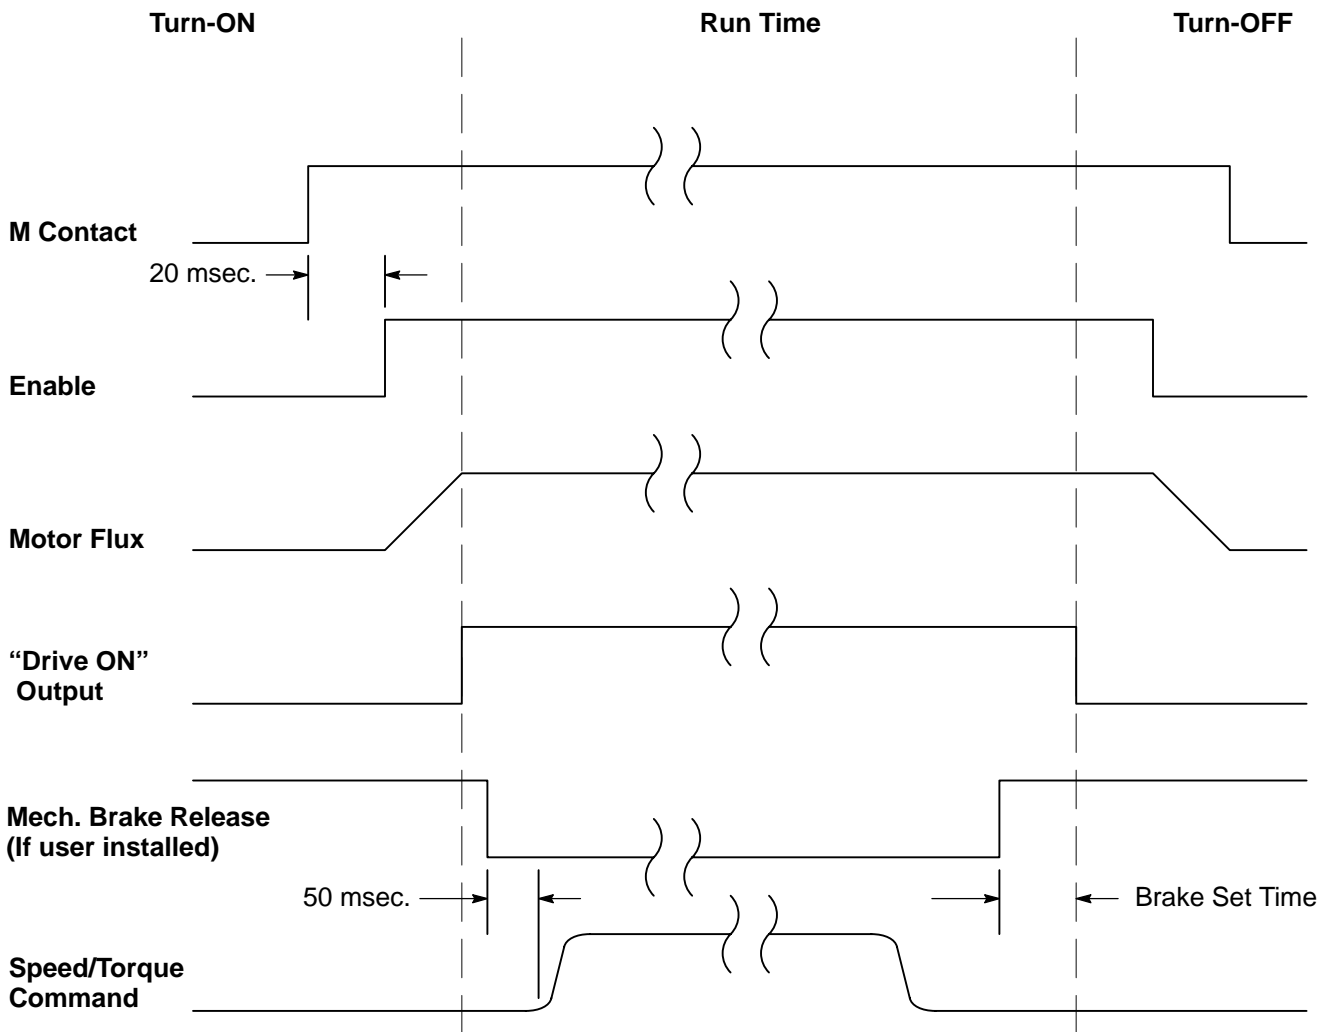 Turn-ON
Run Time
Turn-OFF
M Contact
20 msec.
Enable
Motor Flux
“Drive ON”
Output
Mech. Brake Release
(If user installed)
50 msec.
Brake Set Time
Speed/Torque
Command